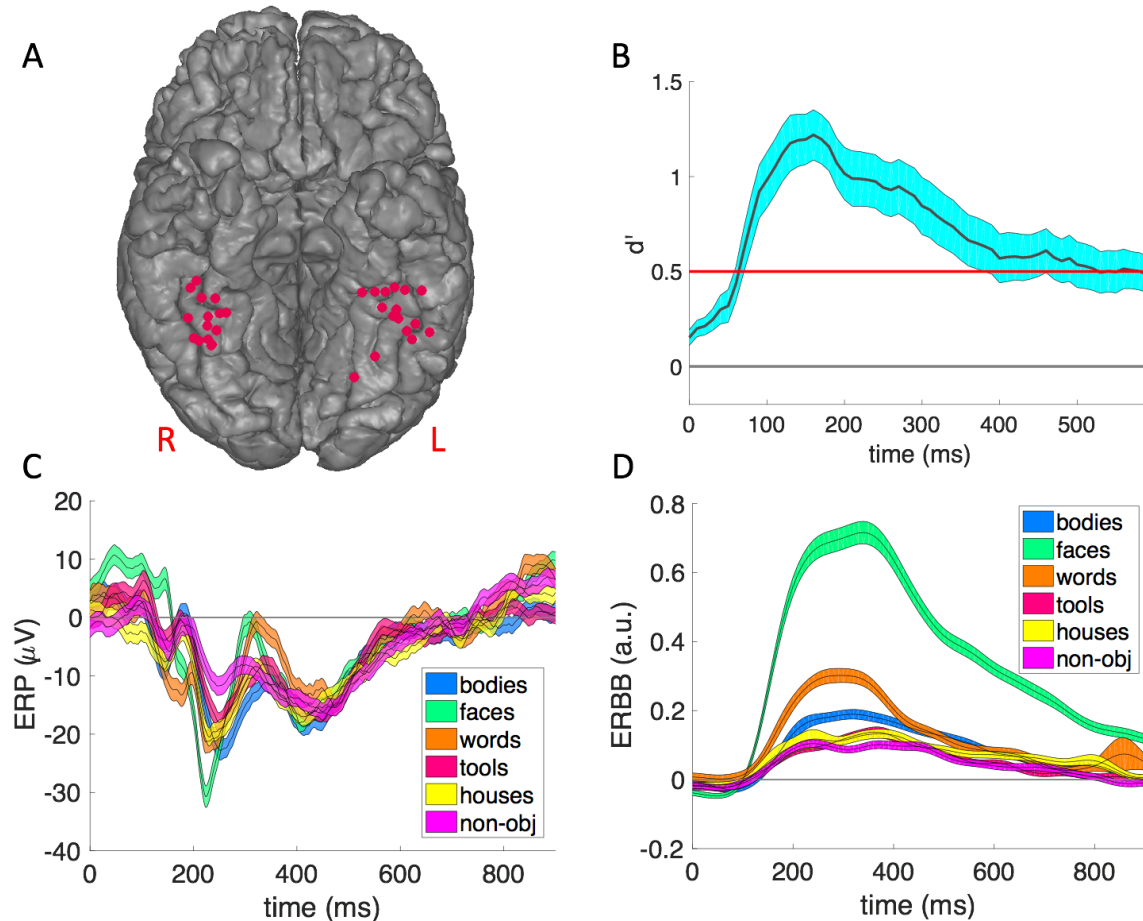 A
R
L
B
1.5
1
0.5
0
d'
0
100
200
300
400
500
time (ms)
C
20
10
0
-10
-20
-30
-40
ERP (μV)
0
200
400
600
800
time (ms)
bodies
faces
words
tools
houses
non-obj
D
0.8
0.6
0.4
0.2
0
-0.2
ERBB (a.u.)
0
200
400
600
800
time (ms)
bodies
faces
words
tools
houses
non-obj